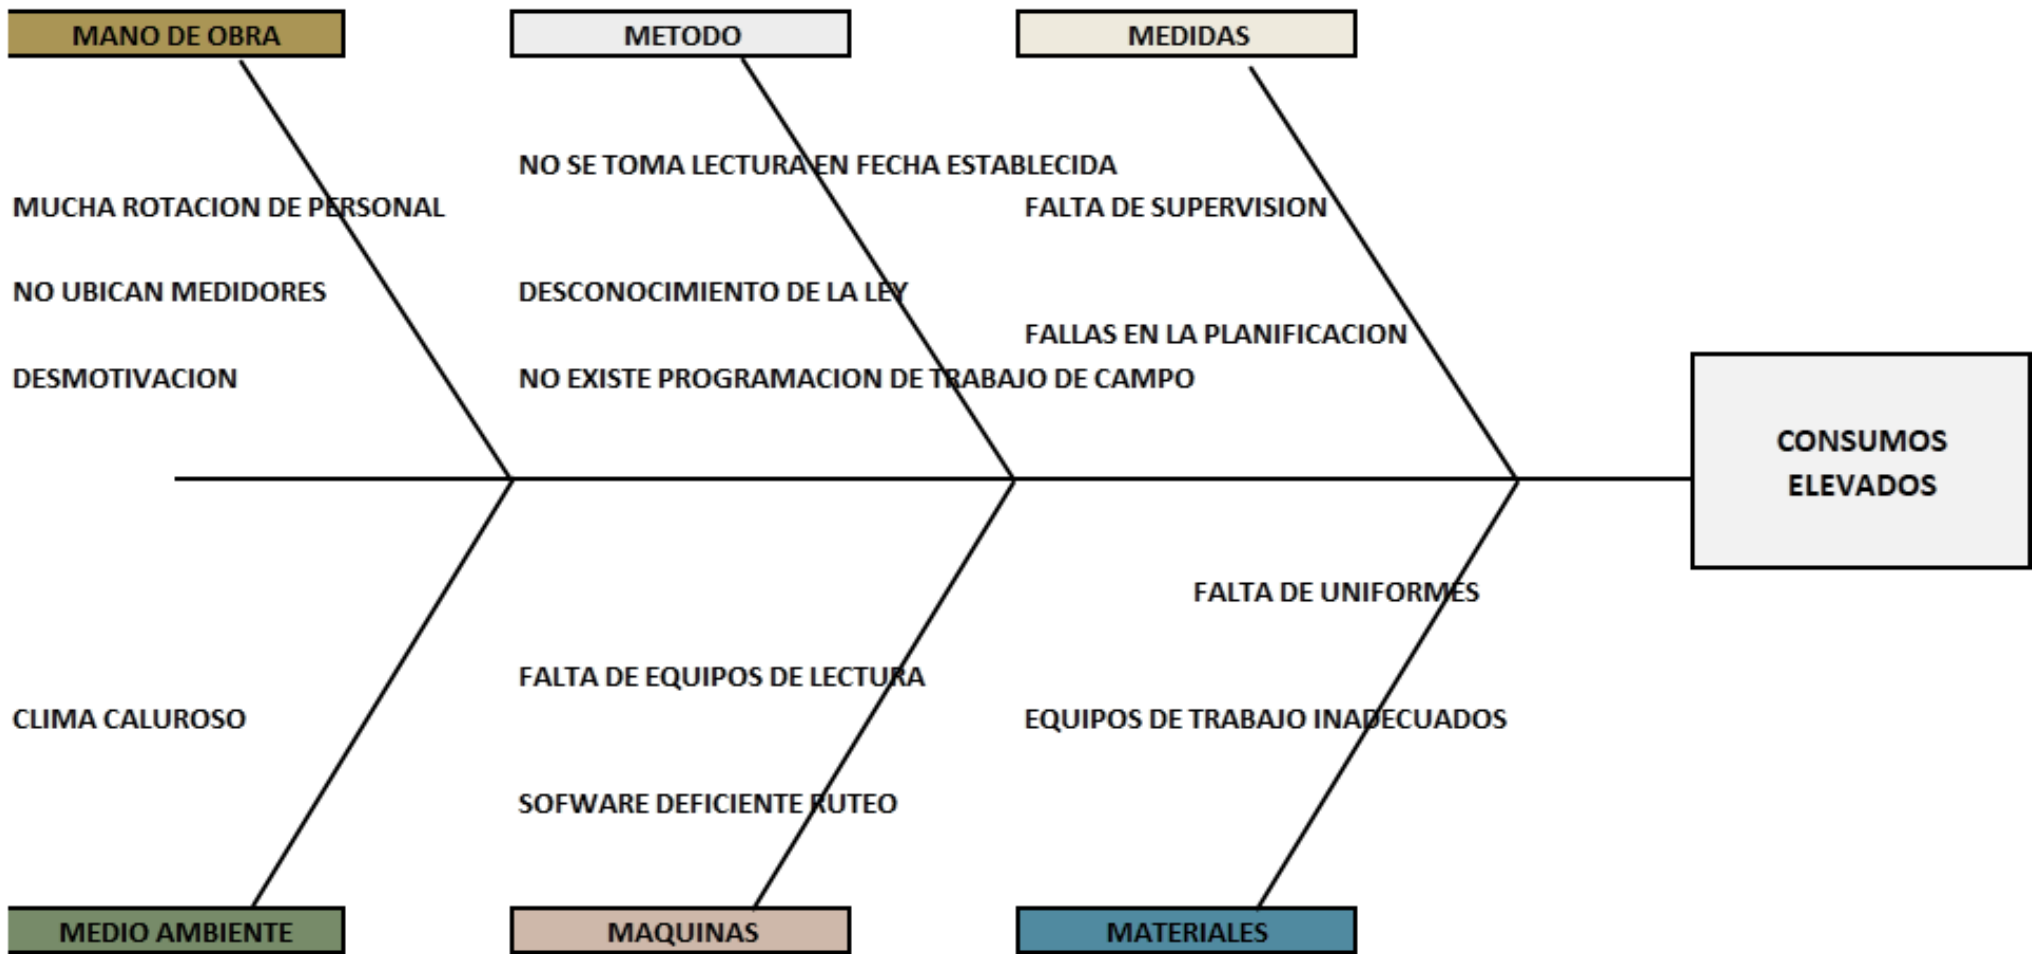 MANO DE OBRA
METODO
MEDIDAS
NO SE TOMA LECTURA EN FECHA ESTABLECIDA
MUCHA ROTACION DE PERSONAL
FALTA DE SUPERVISION
NO UBICAN MEDIDORES
DESCONOCIMIENTO DE LA LEY
FALLAS EN LA PLANIFICACION
DESMOTIVACION
NO EXISTE PROGRAMACION DE TRABAJO DE CAMPO
CONSUMOS
ELEVADOS
FALTA DE UNIFORMES
FALTA DE EQUIPOS DE LECTURA
CLIMA CALUROSO
EQUIPOS DE TRABAJO INADECUADOS
SOFWARE DEFICIENTE RUTEO
MEDIO AMBIENTE
MAQUINAS
MATERIALES